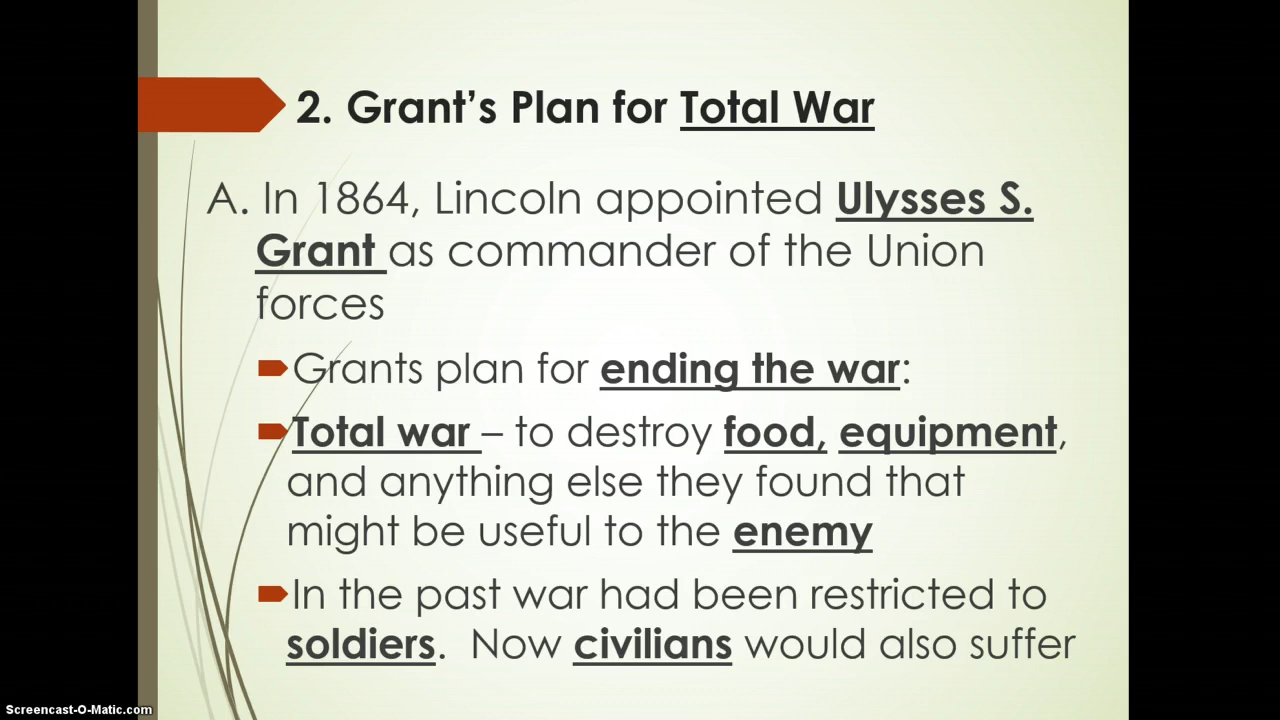 2. Grant’s Plan for Total War
A. In 1864, Lincoln appointed Ulysses S.
Grant as commander of the Union
forces
Grants plan for ending the war:
Total war – to destroy food, equipment,
and anything else they found that
might be useful to the enemy
In the past war had been restricted to
soldiers.  Now civilians would also suffer
Screencast-O-Matic.com